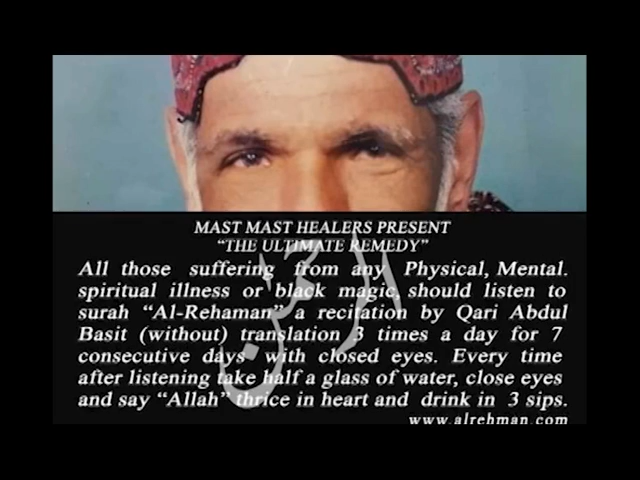 MAST MAST HEALERS PRESENT
“THE ULTIMATE REMEDY”
All those suffering from any Physical, Mental.
spiritual illness or black magic, should listen to
surah “Al-Rehaman” a recitation by Qari Abdul
Basit (without) translation 3 times a day for 7
consecutive days with closed eyes. Every time
after listening take half a glass of water, close eyes
and say “Allah” thrice in heart and drink in 3 sips.
www.alrehman.com
الرحمن